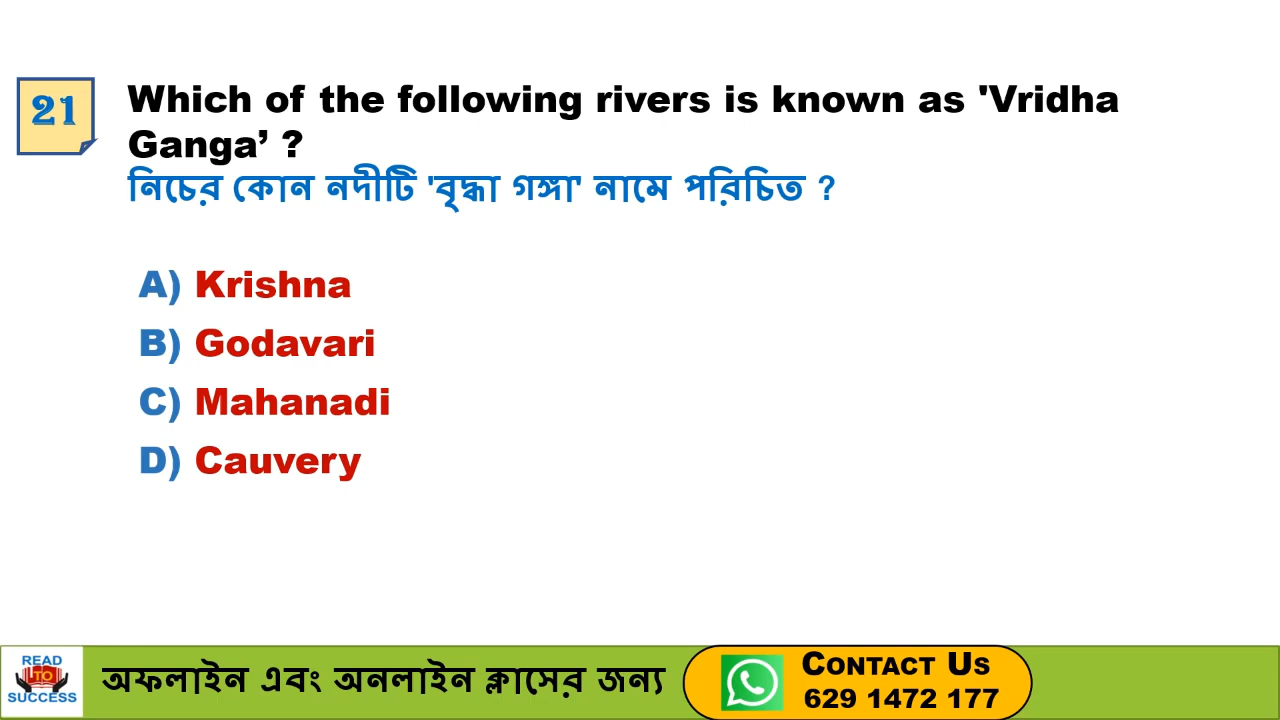 21
Which of the following rivers is known as 'Vridha
Ganga’ ?
নিচের কোন নদীটি 'বৃদ্ধা গঙ্গা' নামে পরিচিত ?
A) Krishna
B) Godavari
C) Mahanadi
D) Cauvery
READ
TO
SUCCESS
অফলাইন এবং অনলাইন ক্লাসের জন্য
CONTACT US
629 1472 177